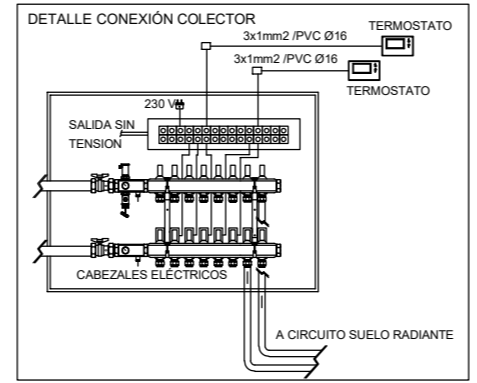 DETALLE CONEXIÓN COLECTOR
3x1mm2 /PVC Ø16
TERMOSTATO
3x1mm2 /PVC Ø16
TERMOSTATO
230 V
SALIDA SIN
TENSION
CABEZALES ELÉCTRICOS
A CIRCUITO SUELO RADIANTE